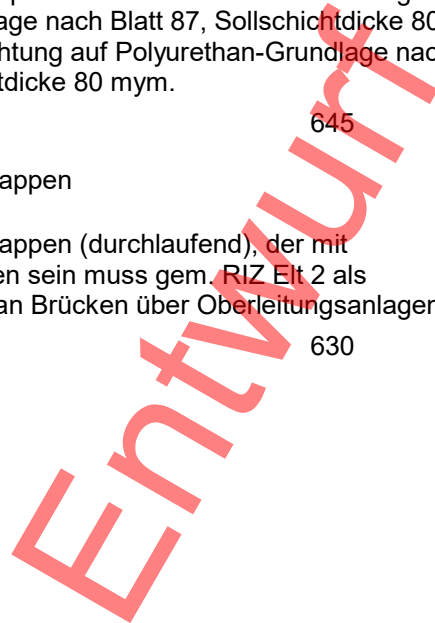 age nach Blatt 87, Sollschichtdicke 80
htung auf Polyurethan-Grundlage nac
tdicke 80 mym.
645
appen
appen (durchlaufend), der mit
en sein muss gem. RIZ Elt 2 als
an Brücken über Oberleitungsanlagen
630
Entwurf